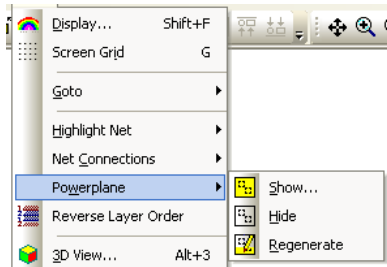 Display... Shift+F
Screen Grid G
Goto
Highlight Net
Net Connections
Powerplane
Show...
Hide
Regenerate
Reverse Layer Order
3D View... Alt+3